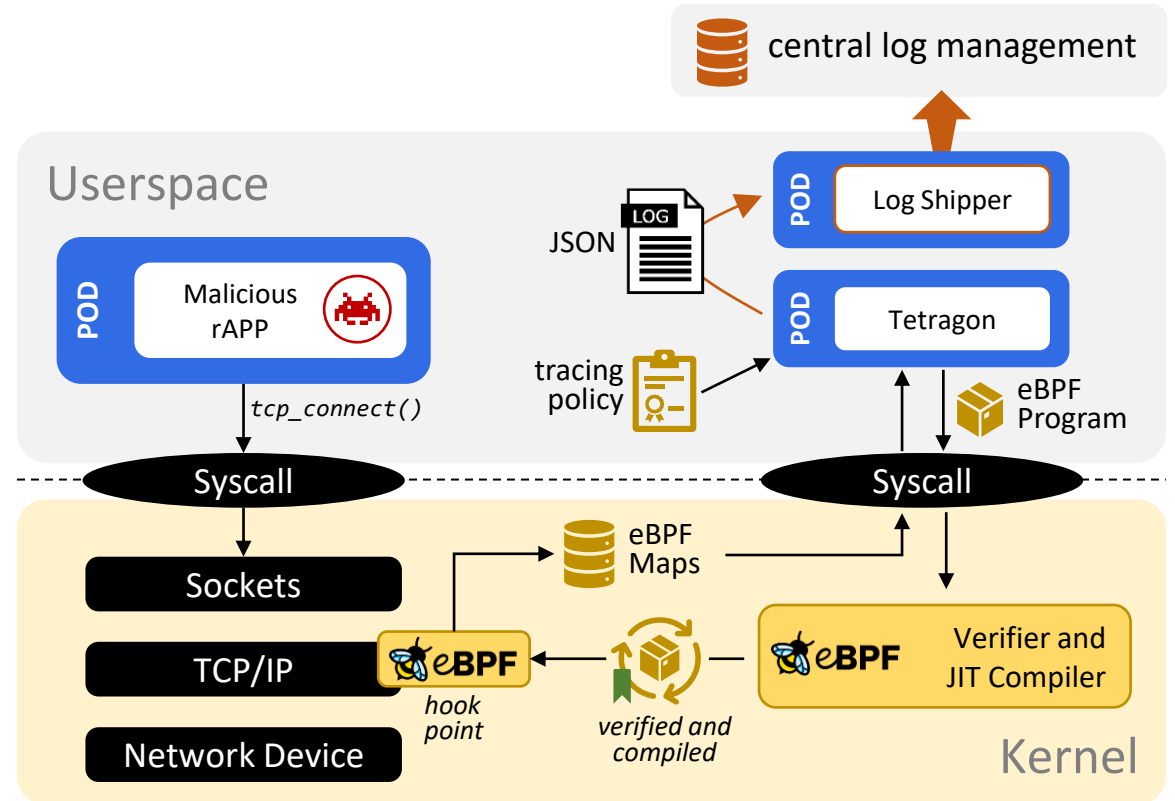 central log management
Userspace
POD
Malicious
rAPP
tcp_connect()
JSON
LOG
POD
Log Shipper
POD
Tetragon
tracing
policy
eBPF
Program
Syscall
Syscall
Sockets
TCP/IP
Network Device
eBPF
hook
point
eBPF
Maps
verified and
compiled
eBPF
Verifier and
JIT Compiler
Kernel